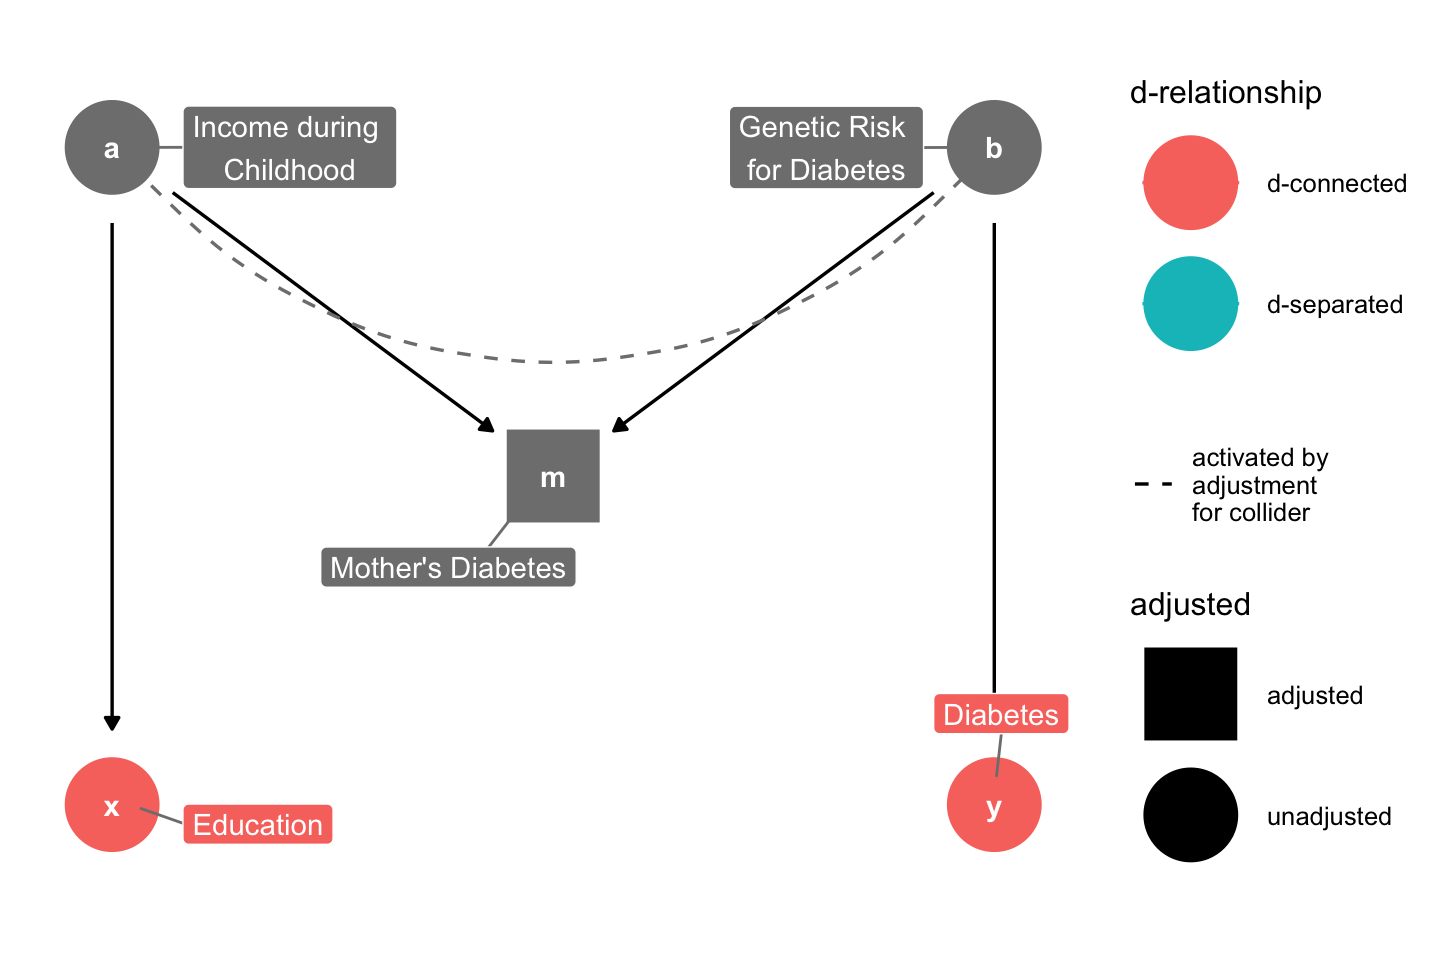 a
Income during
Childhood
Genetic Risk
for Diabetes
b
m
Mother's Diabetes
x
Education
Diabetes
y
d-relationship
d-connected
d-separated
activated by
adjustment
for collider
adjusted
adjusted
unadjusted